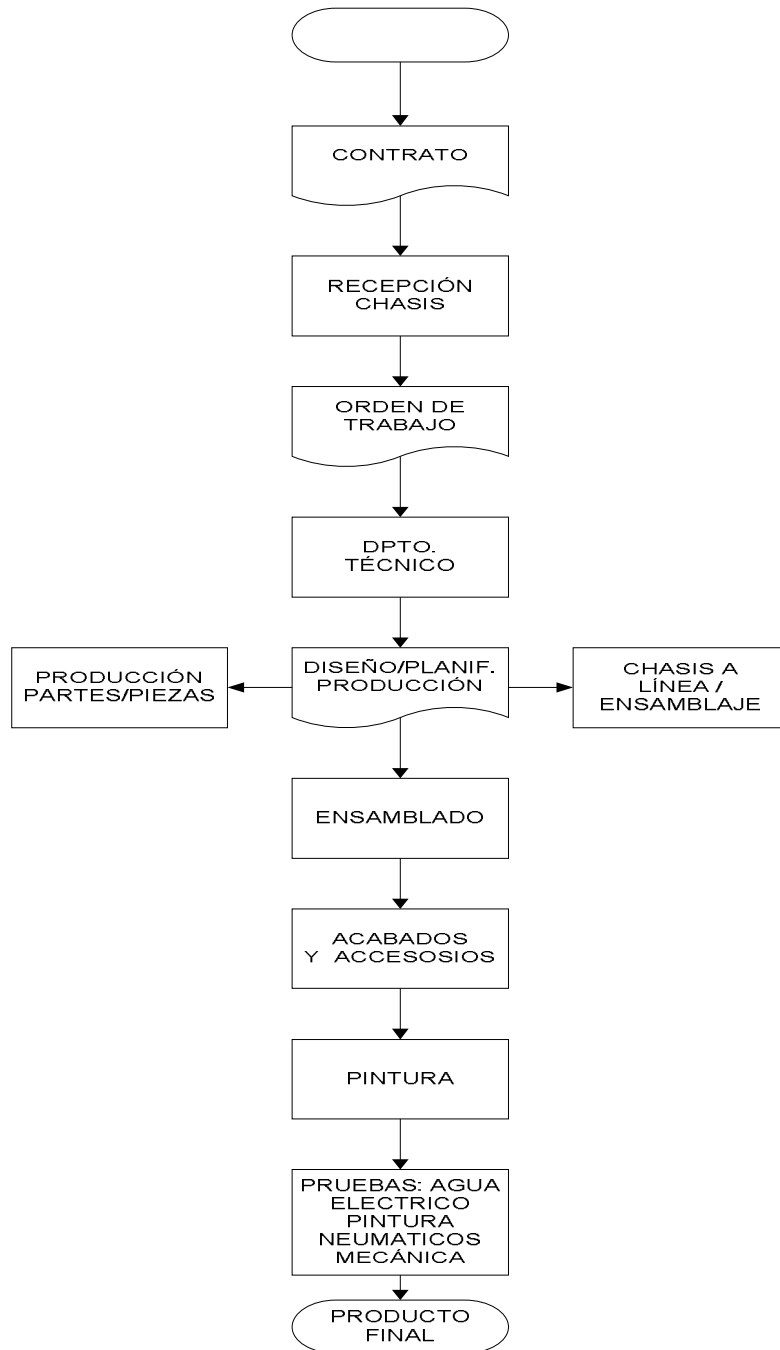 CONTRATO
RECEPCIÓN
CHASIS
ORDEN DE
TRABAJO
DPTO.
TÉCNICO
PRODUCCIÓN
PARTES/PIEZAS
DISEÑO/PLANIF.
PRODUCCIÓN
CHASIS A
LÍNEA /
ENSAMBLAJE
ENSAMBLADO
ACABADOS
Y ACCESOSIOS
PINTURA
PRUEBAS: AGUA
ELECTRICO
PINTURA
NEUMATICOS
MECÁNICA
PRODUCTO
FINAL